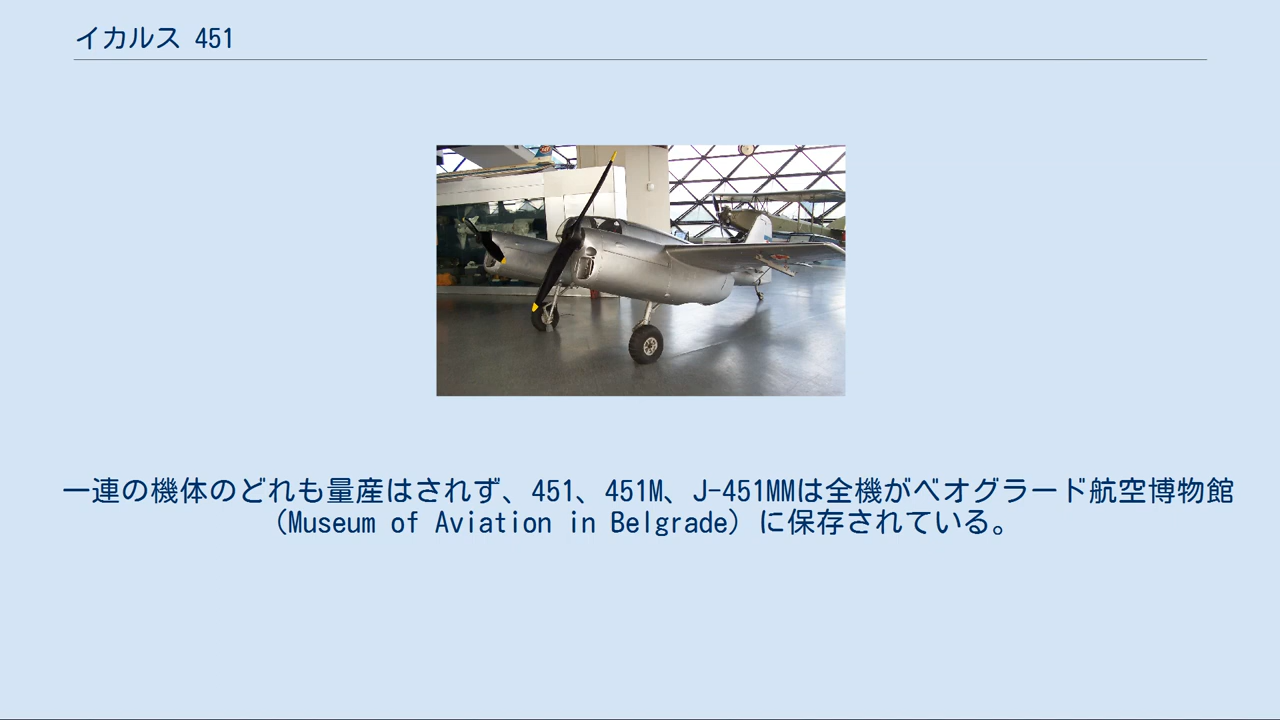 イカルス 451
一連の機体のどれも量産はされず、451、451M、J-451MMは全機がベオグラード航空博物館
（Museum of Aviation in Belgrade）に保存されている。